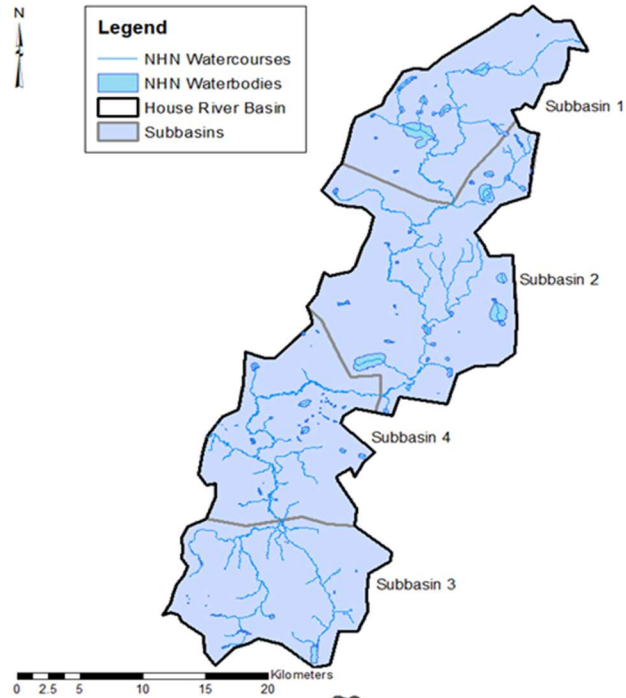 N
Legend
NHN Watercourses
NHN Waterbodies
House River Basin
Subbasins
Subbasin 1
Subbasin 2
Subbasin 4
Subbasin 3
Kilometers
0 2.5 5 10 15 20